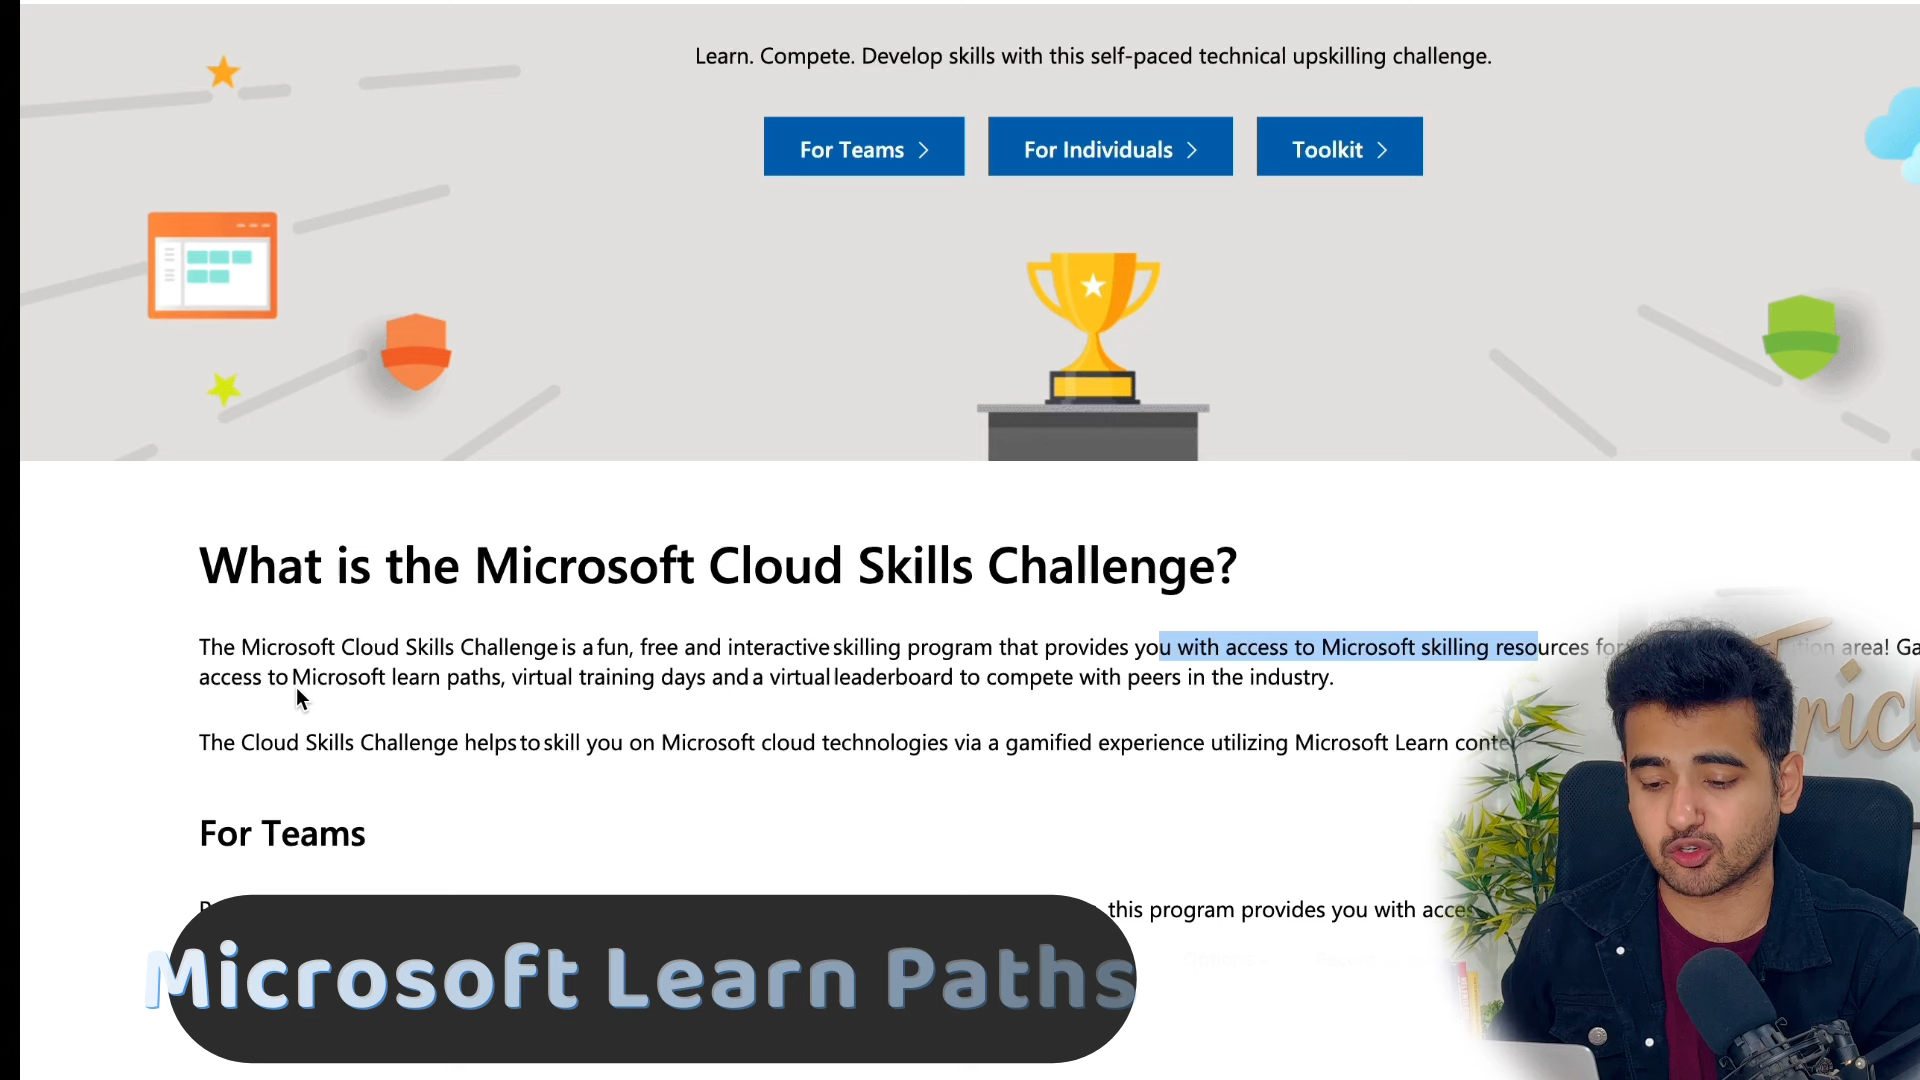 Learn. Compete. Develop skills with this self-paced technical upskilling challenge.
For Teams
For Individuals
Toolkit
What is the Microsoft Cloud Skills Challenge?
The Microsoft Cloud Skills Challenge is a fun, free and interactive skilling program that provides you with access to Microsoft skilling resources area! Ga
access to Microsoft learn paths, virtual training days and a virtual leaderboard to compete with peers in the industry.
The Cloud Skills Challenge helps to skill you on Microsoft cloud technologies via a gamified experience utilizing Microsoft Learn conte
For Teams
this program provides you with acces
Microsoft Learn Paths